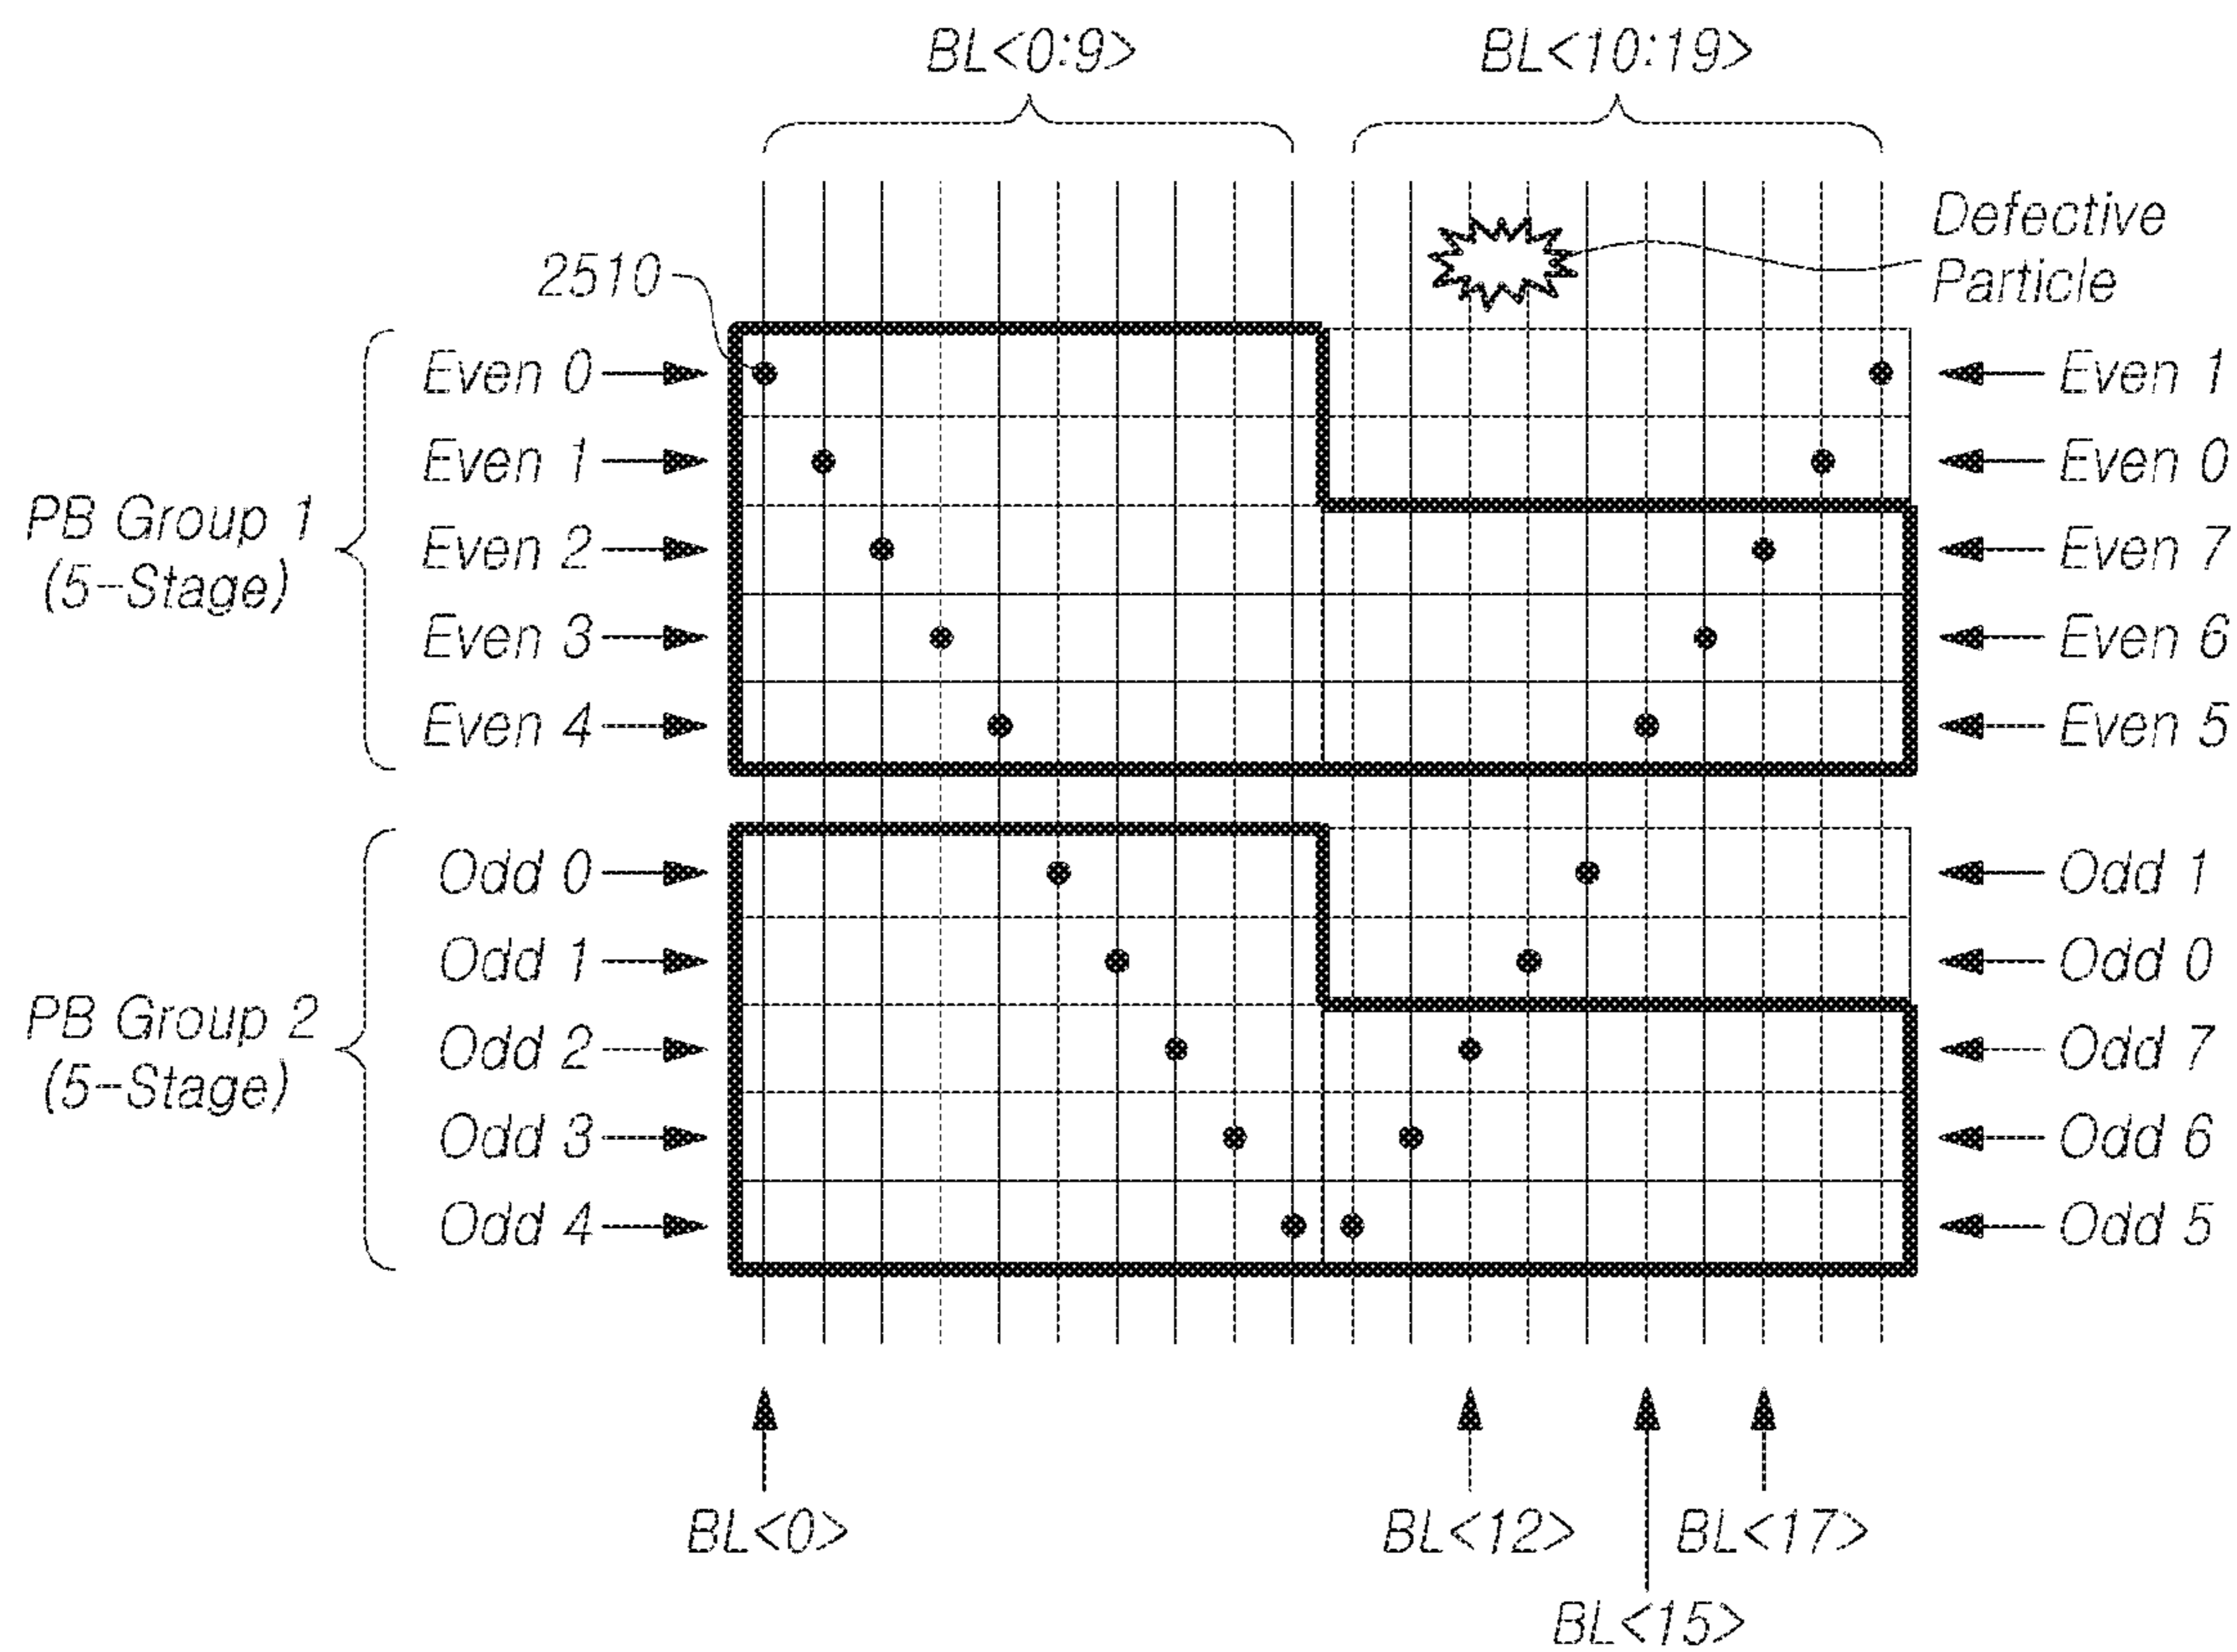 BL<0:9>
BL<10:19>
Defective
Particle
2510
PB Group 1
(5-Stage)
Even 0
Even 1
Even 2
Even 3
Even 4
Even 1
Even 0
Even 7
Even 6
Even 5
PB Group 2
(5-Stage)
Odd 0
Odd 1
Odd 2
Odd 3
Odd 4
Odd 1
Odd 0
Odd 7
Odd 6
Odd 5
BL<0>
BL<12>
BL<17>
BL<15>